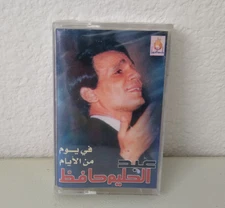 في يوم
من الأيام
عبد
الحليم حافظ